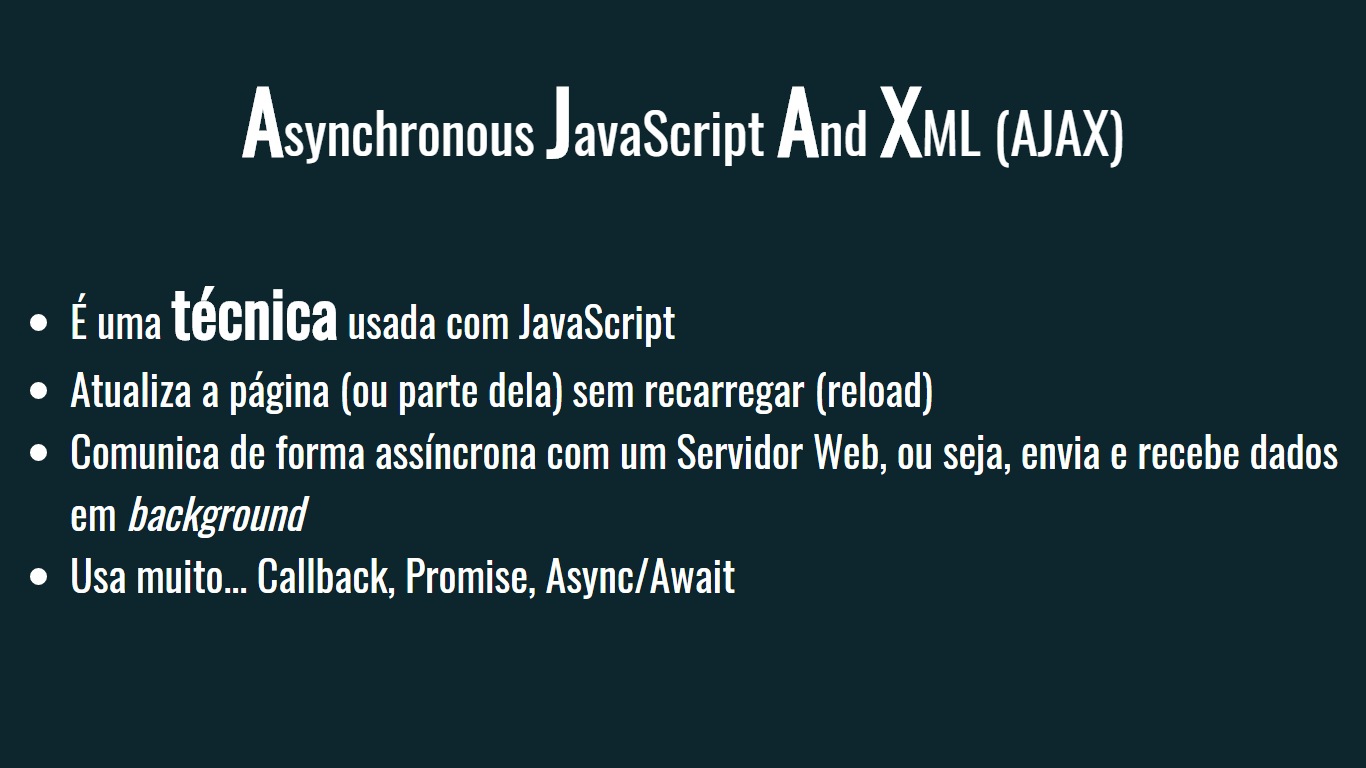 Asynchronous JavaScript And XML (AJAX)
• É uma técnica usada com JavaScript
• Atualiza a página (ou parte dela) sem recarregar (reload)
• Comunica de forma assíncrona com um Servidor Web, ou seja, envia e recebe dados
em background
• Usa muito... Callback, Promise, Async/Await